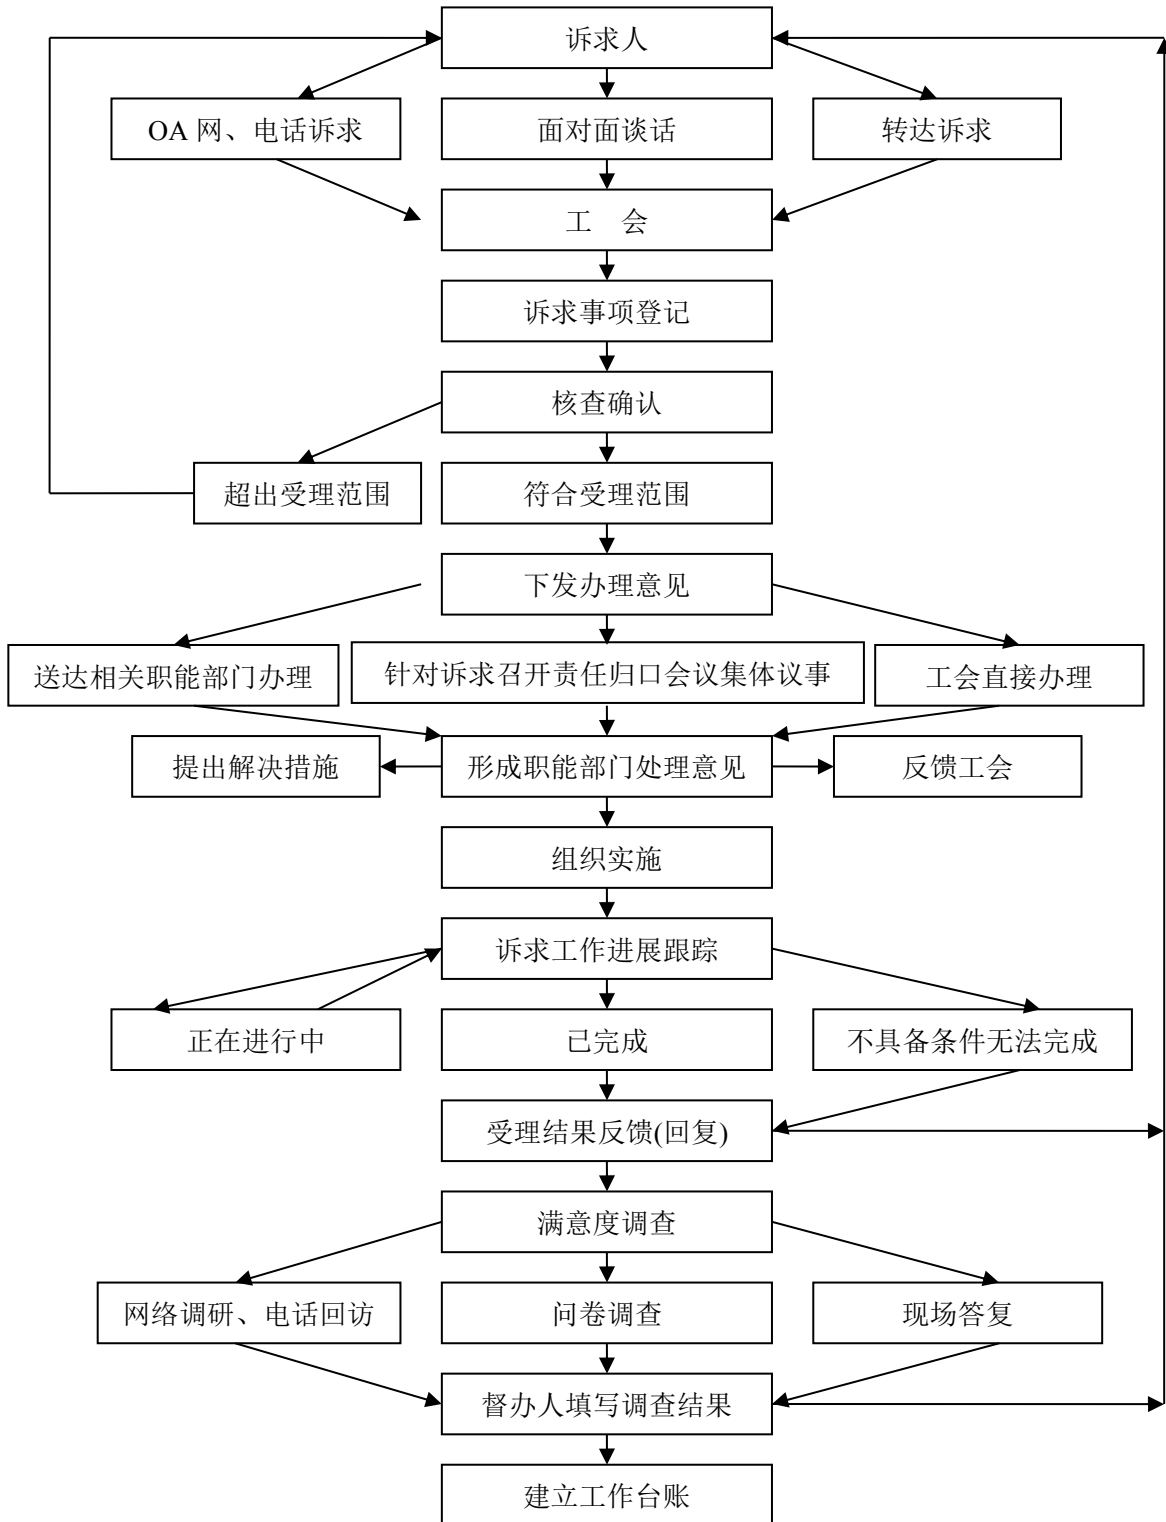 诉求人
OA 网、电话诉求
面对面谈话
转达诉求
工 会
诉求事项登记
核查确认
超出受理范围
符合受理范围
下发办理意见
送达相关职能部门办理
针对诉求召开责任归口会议集体议事
工会直接办理
提出解决措施
形成职能部门处理意见
反馈工会
组织实施
诉求工作进展跟踪
正在进行中
已完成
不具备条件无法完成
受理结果反馈(回复)
满意度调查
网络调研、电话回访
问卷调查
现场答复
督办人填写调查结果
建立工作台账